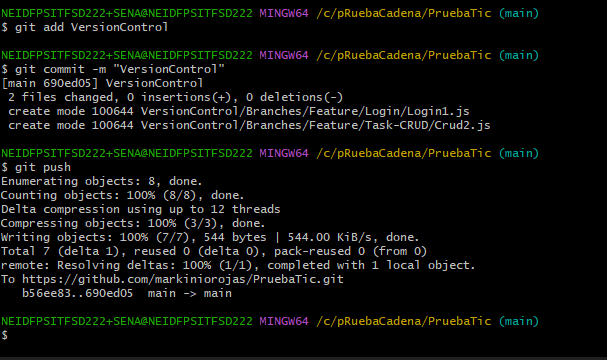 NEIDFPSITFSD222+SENA@NEIDFPSITFSD222 MINGW64 /c/pRuebaCadena/PruebaTic (main)
$ git add VersionControl
NEIDFPSITFSD222+SENA@NEIDFPSITFSD222 MINGW64 /c/pRuebaCadena/PruebaTic (main)
$ git commit -m "VersionControl"
[main 690ed05] VersionControl
 2 files changed, 0 insertions(+), 0 deletions(-)
 create mode 100644 VersionControl/Branches/Feature/Login/Login1.js
 create mode 100644 VersionControl/Branches/Feature/Task-CRUD/Crud2.js
NEIDFPSITFSD222+SENA@NEIDFPSITFSD222 MINGW64 /c/pRuebaCadena/PruebaTic (main)
$ git push
Enumerating objects: 8, done.
Counting objects: 100% (8/8), done.
Delta compression using up to 12 threads
Compressing objects: 100% (3/3), done.
Writing objects: 100% (7/7), 544 bytes | 544.00 KiB/s, done.
Total 7 (delta 1), reused 0 (delta 0), pack-reused 0 (from 0)
remote: Resolving deltas: 100% (1/1), completed with 1 local object.
To https://github.com/markiniorojas/PruebaTic.git
   b56ee83..690ed05  main -> main
NEIDFPSITFSD222+SENA@NEIDFPSITFSD222 MINGW64 /c/pRuebaCadena/PruebaTic (main)
$